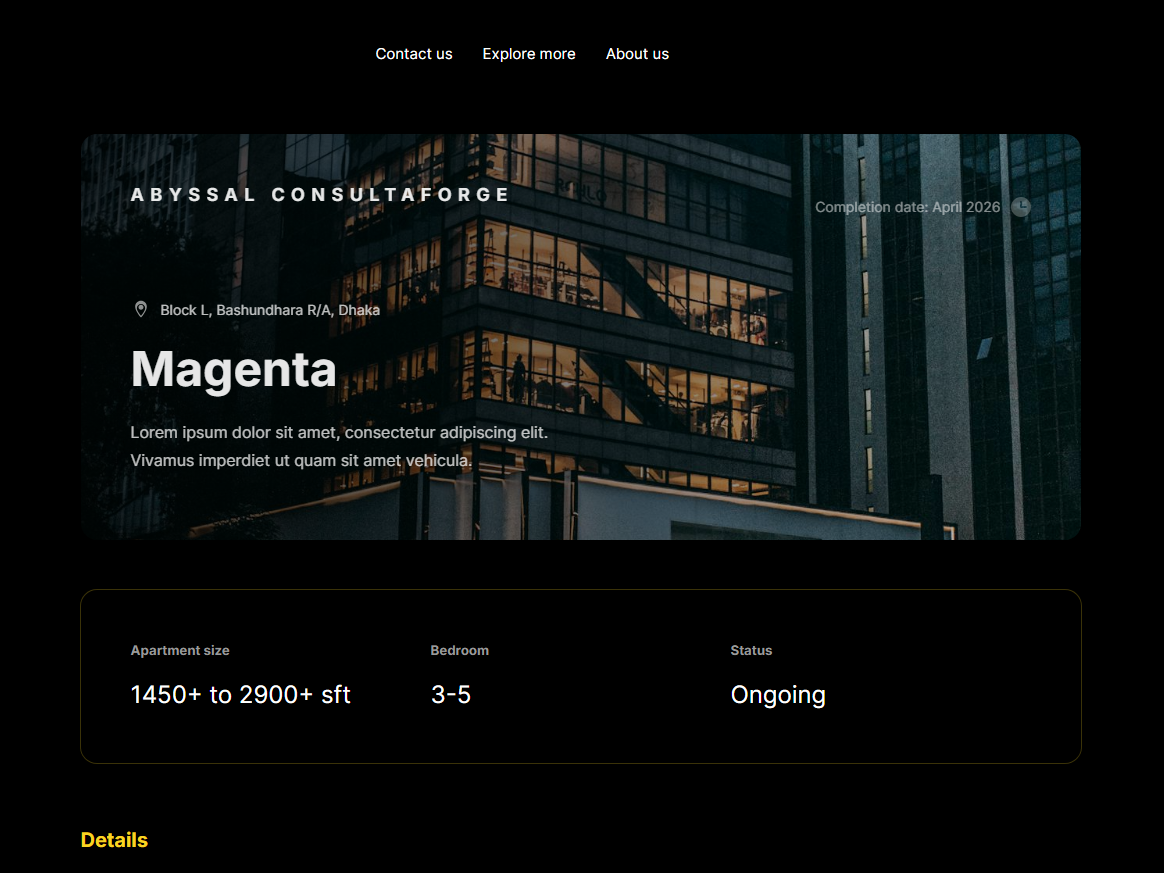 Contact us
Explore more
About us
ABYSSAL CONSULTAFORGE
Completion date: April 2026
Block L, Bashundhara R/A, Dhaka
Magenta
Lorem ipsum dolor sit amet, consectetur adipiscing elit.
Vivamus imperdiet ut quam sit amet vehicula.
Apartment size
Bedroom
Status
1450+ to 2900+ sft
3-5
Ongoing
Details